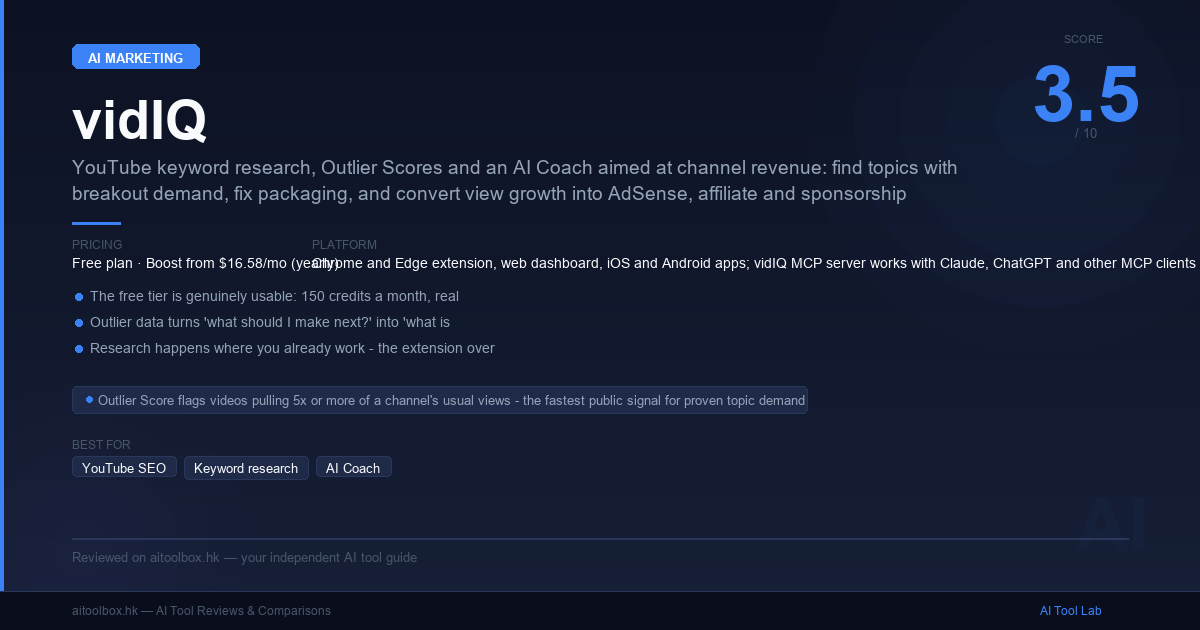 AI MARKETING
SCORE
3.5
/ 10
vidIQ
YouTube keyword research, Outlier Scores and an AI Coach aimed at channel revenue: find topics with
breakout demand, fix packaging, and convert view growth into AdSense, affiliate and sponsorship
PRICING
PLATFORM
Free plan · Boost from $16.58/mo (yearly)
Chrome and Edge extension, web dashboard, iOS and Android apps; vidIQ MCP server works with Claude, ChatGPT and other MCP clients
The free tier is genuinely usable: 150 credits a month, real
Outlier data turns 'what should I make next?' into 'what is
Research happens where you already work - the extension over
Outlier Score flags videos pulling 5x or more of a channel's usual views - the fastest public signal for proven topic demand
BEST FOR
YouTube SEO
Keyword research
AI Coach
AI
Reviewed on aitoolbox.hk — your independent AI tool guide
aitoolbox.hk — AI Tool Reviews & Comparisons
AI Tool Lab